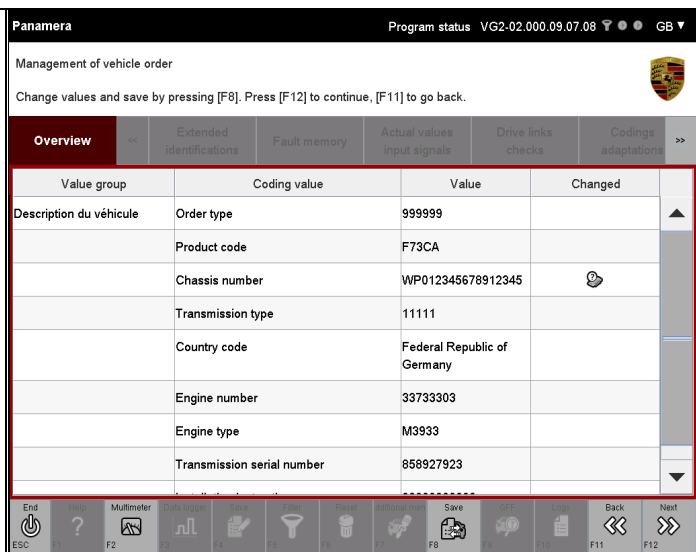 Panamera Program status VG2-02.000.09.07.08 GB ▼
Management of vehicle order
Change values and save by pressing [F8]. Press [F12] to continue, [F11] to go back.
Overview << Extended identifications Fault memory Actual values input signals Drive links checks Codings adaptations >>
Value group Coding value Value Changed
Description du véhicule Order type 999999
Product code F73CA
Chassis number WP012345678912345
Transmission type 11111
Country code Federal Republic of
Germany
Engine number 33733303
Engine type M3933
Transmission serial number 858927923
End Help Multimeter Data logger Save Filter Reset Save GFF Logs Back Next
ESC F1 F2 F3 F4 F5 F6 F7 F8 F9 F10 F11 F12